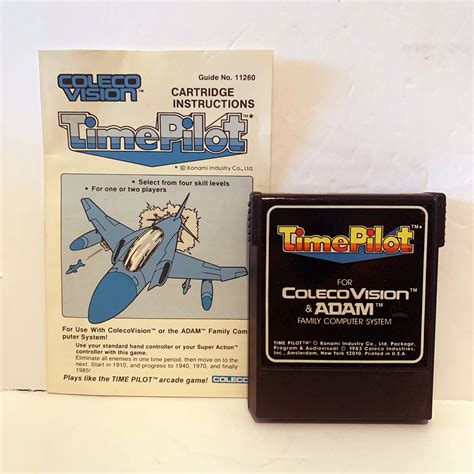 COLECO
VISION™
Guide No. 11260
CARTRIDGE
INSTRUCTIONS
Time Pilot™*
* © Konami Industry Co., Ltd.
• Select from four skill levels
• For one or two players
For Use With ColecoVision™ or the ADAM™ Family Com-
puter System!
Use your standard hand controller or your Super Action™
controller with this game.
Eliminate all enemies in one time period, then move on to the
next. Start in 1910, and progress to 1940, 1970, and finally
1985!
Plays like the TIME PILOT™ arcade game!
COLECO
Time Pilot™*
FOR
COLECOVISION™
& ADAM™
FAMILY COMPUTER SYSTEM
TIME PILOT™ © Konami Industry Co., Ltd. Package,
Program & Audiovisual © 1983 Coleco Industries,
Inc., Amsterdam, New York 12010. Printed in U.S.A.